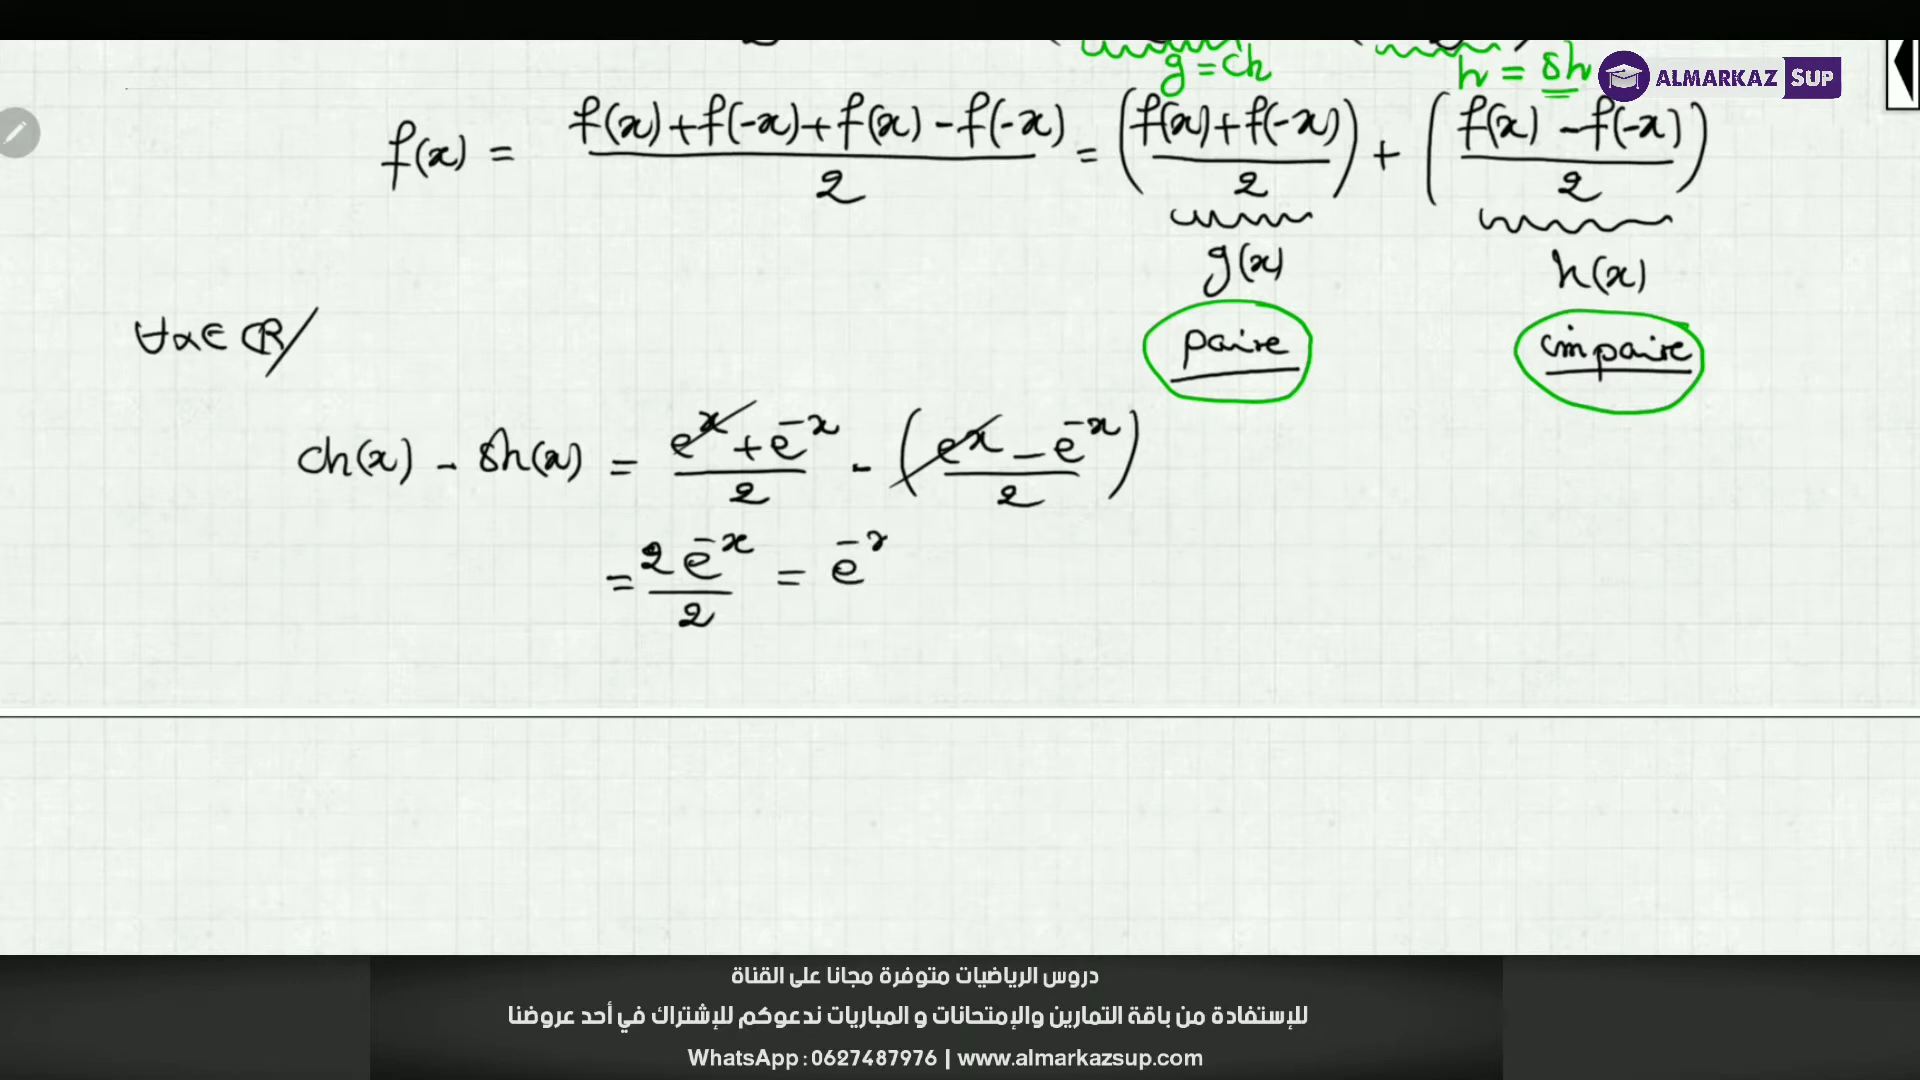 g = ch h = sh
ALMARKAZ SUP
f(x) = (f(x) + f(-x) + f(x) - f(-x)) / 2 = ((f(x) + f(-x)) / 2) + ((f(x) - f(-x)) / 2)
g(x) h(x)
∀x ∈ ℝ/ paire impaire
ch(x) - sh(x) = (e^x + e^-x) / 2 - ((e^x - e^-x) / 2)
= 2e^-x / 2 = e^-x
دروس الرياضيات متوفرة مجانا على القناة
للإستفادة من باقة التمارين والإمتحانات و المباريات ندعوكم للإشتراك في أحد عروضنا
WhatsApp : 0627487976 | www.almarkazsup.com